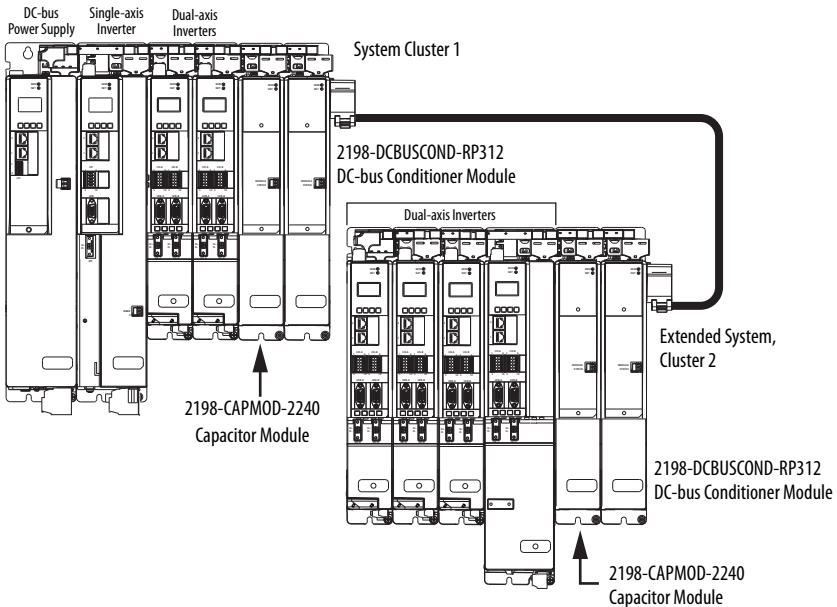 DC-bus
Power Supply
Single-axis
Inverter
Dual-axis
Inverters
System Cluster 1
2198-DCBUSCOND-RP312
DC-bus Conditioner Module
Dual-axis Inverters
Extended System,
Cluster 2
2198-CAPMOD-2240
Capacitor Module
2198-DCBUSCOND-RP312
DC-bus Conditioner Module
2198-CAPMOD-2240
Capacitor Module